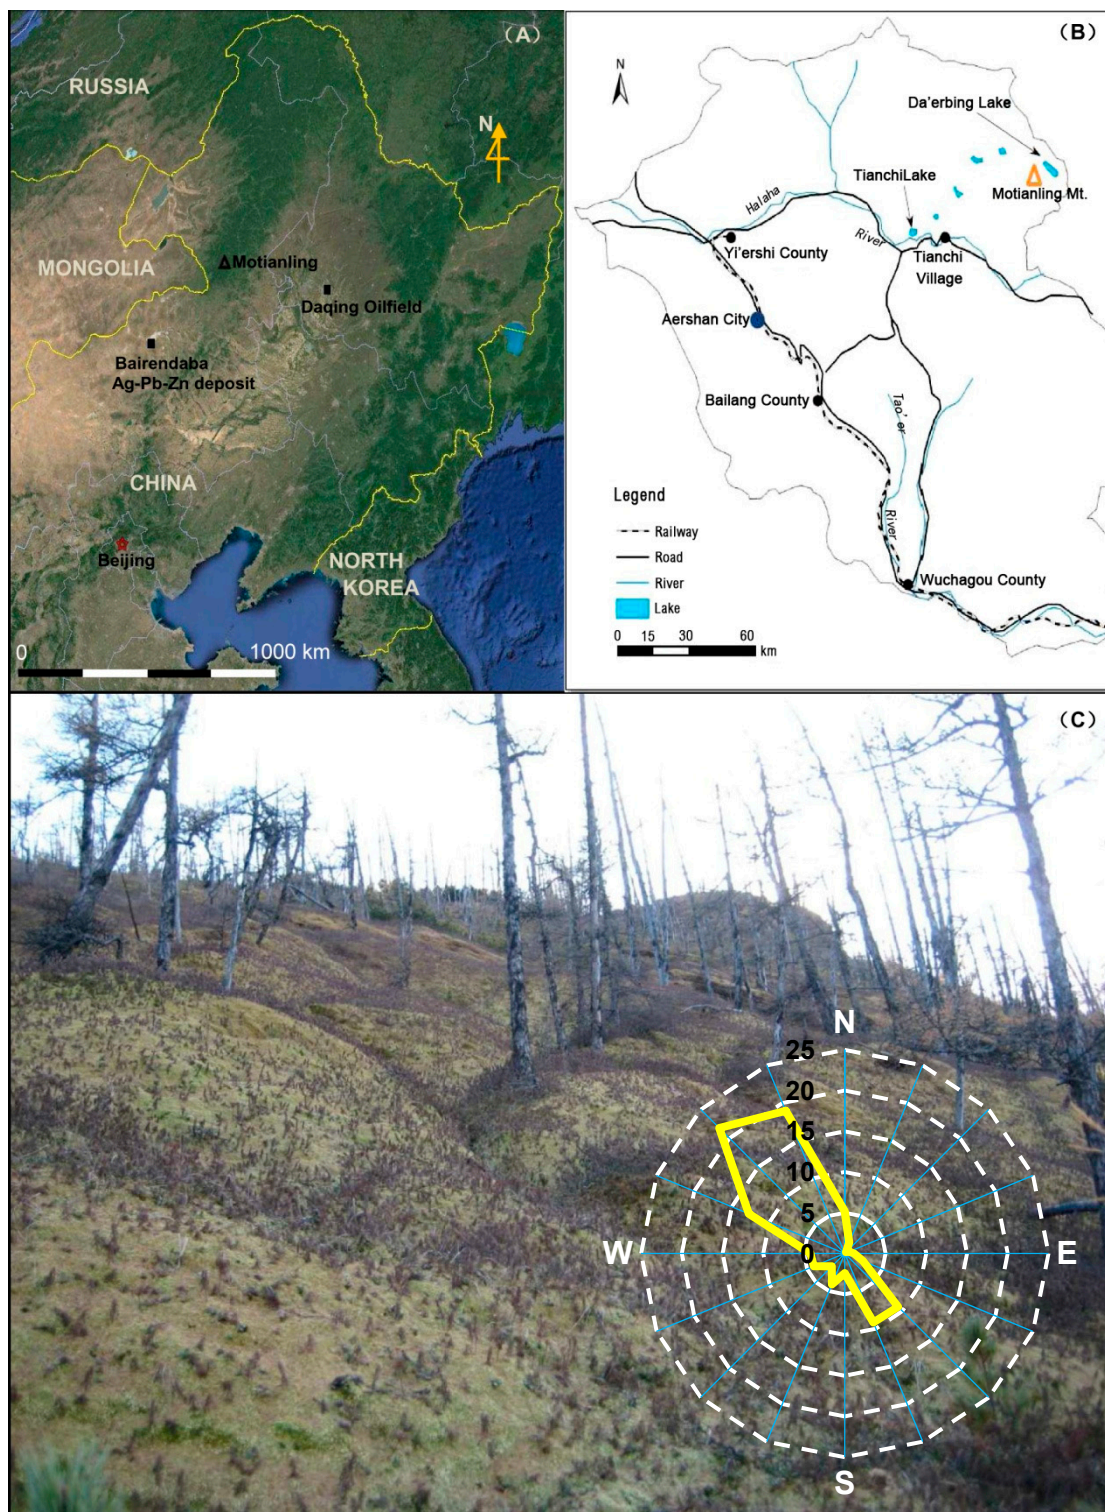 (A)
RUSSIA
N
MONGOLIA
Motianling
Daqing Oilfield
Bairendaba
Ag-Pb-Zn deposit
CHINA
Beijing
NORTH
KOREA
0
1000 km
(B)
N
Da'erbing Lake
TianchiLake
Motianling Mt.
Halaha
River
Yi'ershi County
Tianchi
Village
Aershan City
Bailang County
Tao'er
River
Legend
Railway
Road
River
Lake
Wuchagou County
0 15 30 60
km
(C)
N
25
20
15
10
5
W 0 E
S